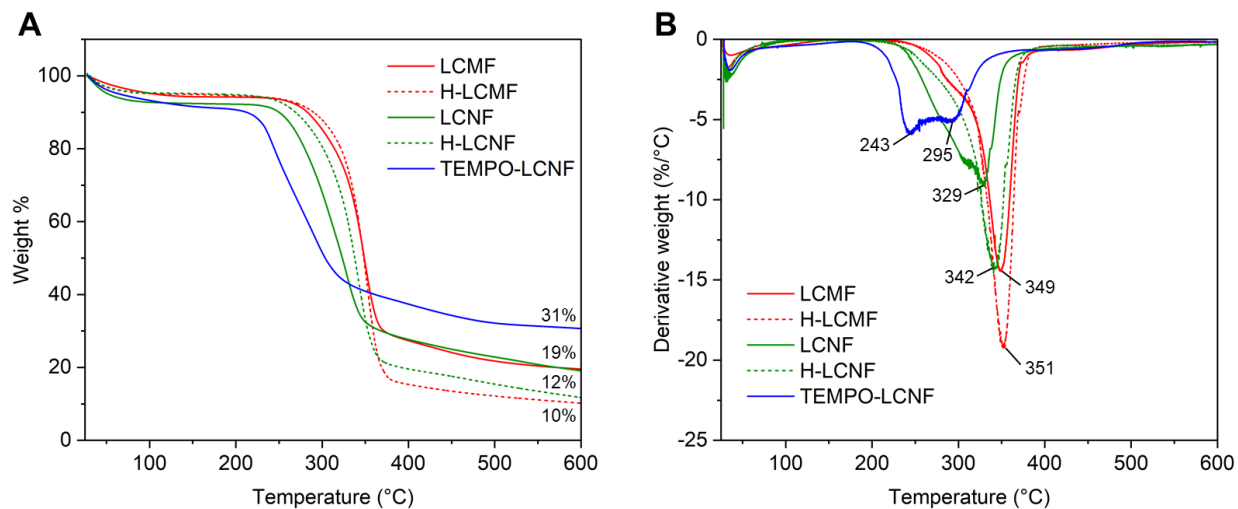 A
Weight %
100
80
60
40
20
0
100
200
300
400
500
600
Temperature (°C)
LCMF
H-LCMF
LCNF
H-LCNF
TEMPO-LCNF
31%
19%
12%
10%
B
Derivative weight (%/°C)
0
-5
-10
-15
-20
-25
100
200
300
400
500
600
Temperature (°C)
243
295
329
342
349
351
LCMF
H-LCMF
LCNF
H-LCNF
TEMPO-LCNF